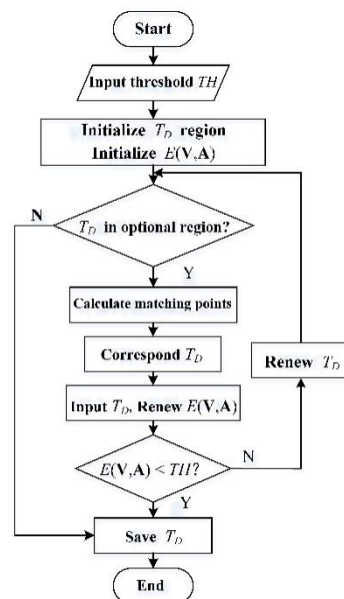 Start
Input threshold TH
Initialize T_D region
Initialize E(V,A)
N
T_D in optional region?
Y
Calculate matching points
Correspond T_D
Renew T_D
Input T_D. Renew E(V,A)
E(V,A) < TH?
N
Y
Save T_D
End